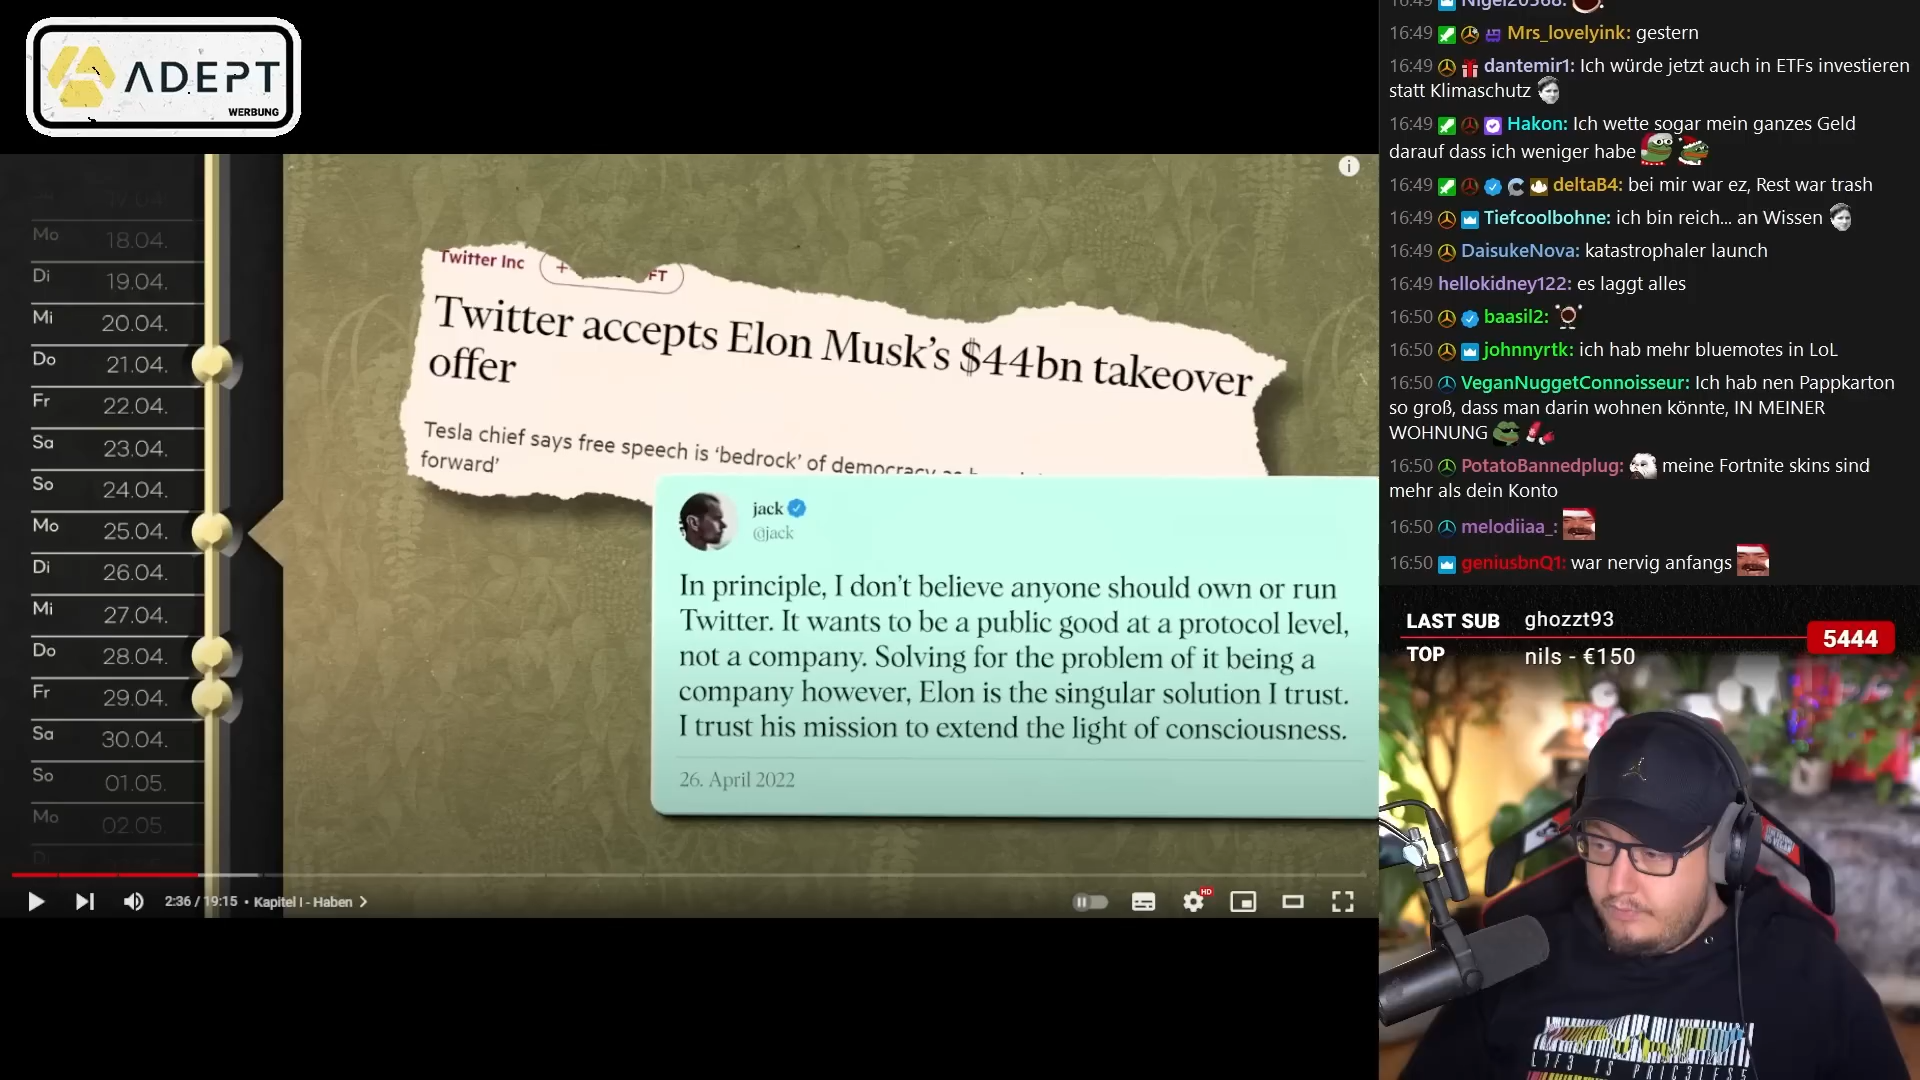 ADEPT
WERBUNG
17.04.
Mo 18.04.
Di 19.04.
Mi 20.04.
Do 21.04.
Fr 22.04.
Sa 23.04.
So 24.04.
Mo 25.04.
Di 26.04.
Mi 27.04.
Do 28.04.
Fr 29.04.
Sa 30.04.
So 01.05.
Mo 02.05.
Twitter Inc
Twitter accepts Elon Musk's $44bn takeover
offer
Tesla chief says free speech is 'bedrock' of democracy
forward'
jack
@jack
In principle, I don't believe anyone should own or run
Twitter. It wants to be a public good at a protocol level,
not a company. Solving for the problem of it being a
company however, Elon is the singular solution I trust.
I trust his mission to extend the light of consciousness.
26. April 2022
2:36 / 19:15 • Kapitel I - Haben
HD
16:49 Nigel20568:
16:49 Mrs_lovelyink: gestern
16:49 dantemir1: Ich würde jetzt auch in ETFs investieren
statt Klimaschutz
16:49 Hakon: Ich wette sogar mein ganzes Geld
darauf dass ich weniger habe
16:49 deltaB4: bei mir war ez, Rest war trash
16:49 Tiefcoolbohne: ich bin reich... an Wissen
16:49 DaisukeNova: katastrophaler launch
16:49 hellokidney122: es laggt alles
16:50 baasil2:
16:50 johnnyrtk: ich hab mehr bluemotes in LoL
16:50 VeganNuggetConnoisseur: Ich hab nen Pappkarton
so groß, dass man darin wohnen könnte, IN MEINER
WOHNUNG
16:50 PotatoBannedplug: meine Fortnite skins sind
mehr als dein Konto
16:50 melodiiaa_:
16:50 geniusbnQ1: war nervig anfangs
LAST SUB ghozzt93
5444
TOP nils - €150
L1F3 1S PRIC3LESS